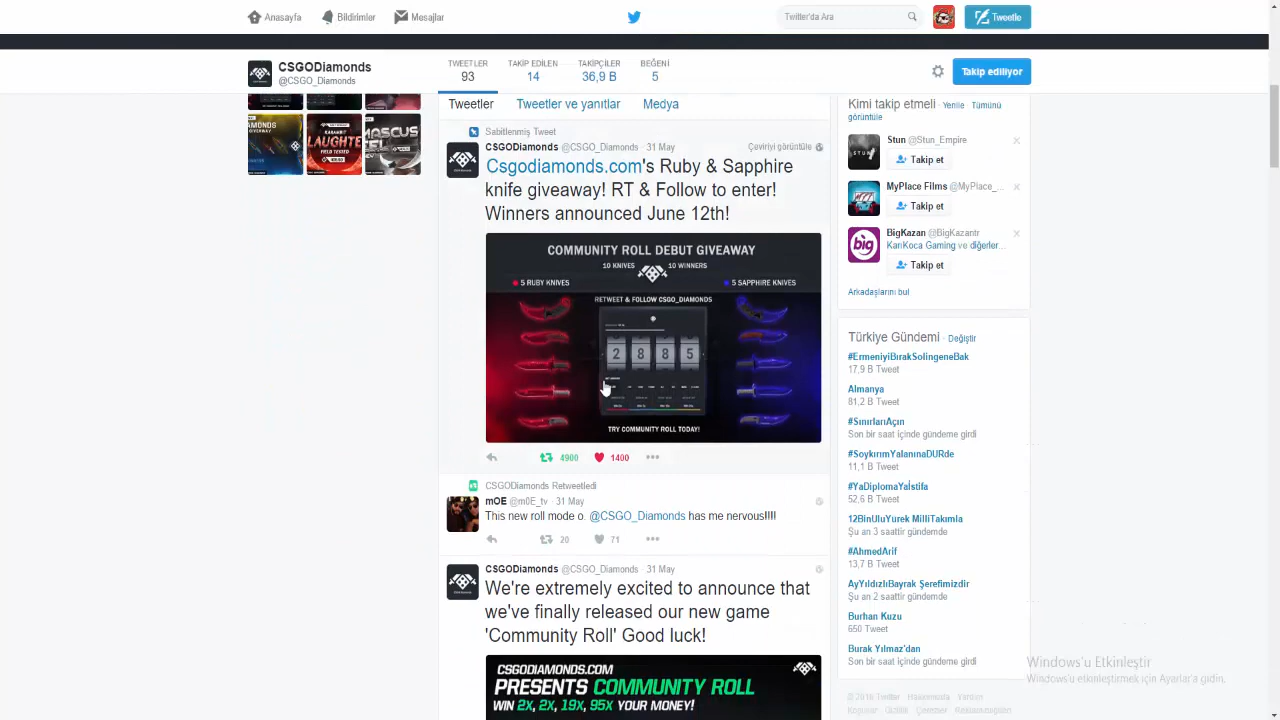 Anasayfa
Bildirimler
Mesajlar
Twitter'da Ara
Tweetle
CSGODiamonds
@CSGO_Diamonds
TWEETLER
93
TAKİP EDİLEN
14
TAKİPÇİLER
36,9 B
BEĞENİ
5
Takip ediliyor
Tweetler
Tweetler ve yanıtlar
Medya
Sabitlenmiş Tweet
CSGODiamonds @CSGO_Diamonds · 31 May
Çeviriyi görüntüle
Csgodiamonds.com's Ruby & Sapphire
knife giveaway! RT & Follow to enter!
Winners announced June 12th!
COMMUNITY ROLL DEBUT GIVEAWAY
10 KNIVES
10 WINNERS
5 RUBY KNIVES
5 SAPPHIRE KNIVES
RETWEET & FOLLOW CSGO_DIAMONDS
2 8 8 5
TRY COMMUNITY ROLL TODAY!
4900
1400
CSGODiamonds Retweetledi
mOE @m0E_tv · 31 May
This new roll mode o. @CSGO_Diamonds has me nervous!!!!
20
71
CSGODiamonds @CSGO_Diamonds · 31 May
We're extremely excited to announce that
we've finally released our new game
'Community Roll' Good luck!
CSGODIAMONDS.COM
PRESENTS COMMUNITY ROLL
WIN 2x, 2x, 19x, 95x YOUR MONEY!
Kimi takip etmeli · Yenile · Tümünü
görüntüle
Stun @Stun_Empire
Takip et
MyPlace Films @MyPlace_...
Takip et
BigKazan @BigKazantr
KarıKoca Gaming ve diğerler...
Takip et
Arkadaşlarını bul
Türkiye Gündemi · Değiştir
#ErmeniyiBırakSolingeneBak
17,9 B Tweet
Almanya
81,2 B Tweet
#SınırlarıAçın
Son bir saat içinde gündeme girdi
#SoykırımYalanınaDURde
11,1 B Tweet
#YaDiplomaYaİstifa
52,6 B Tweet
12BinUluYurek MilliTakımla
Şu an 3 saattir gündemde
#AhmedArif
13,7 B Tweet
AyYıldızlıBayrak Şerefimizdir
Şu an 2 saattir gündemde
Burhan Kuzu
650 Tweet
Burak Yılmaz'dan
Son bir saat içinde gündeme girdi
© 2016 Twitter Hakkımızda Yardım
Koşullar Gizlilik Çerezler Reklam bilgileri
Windows'u Etkinleştir
Windows'u etkinleştirmek için Ayarlar'a gidin.